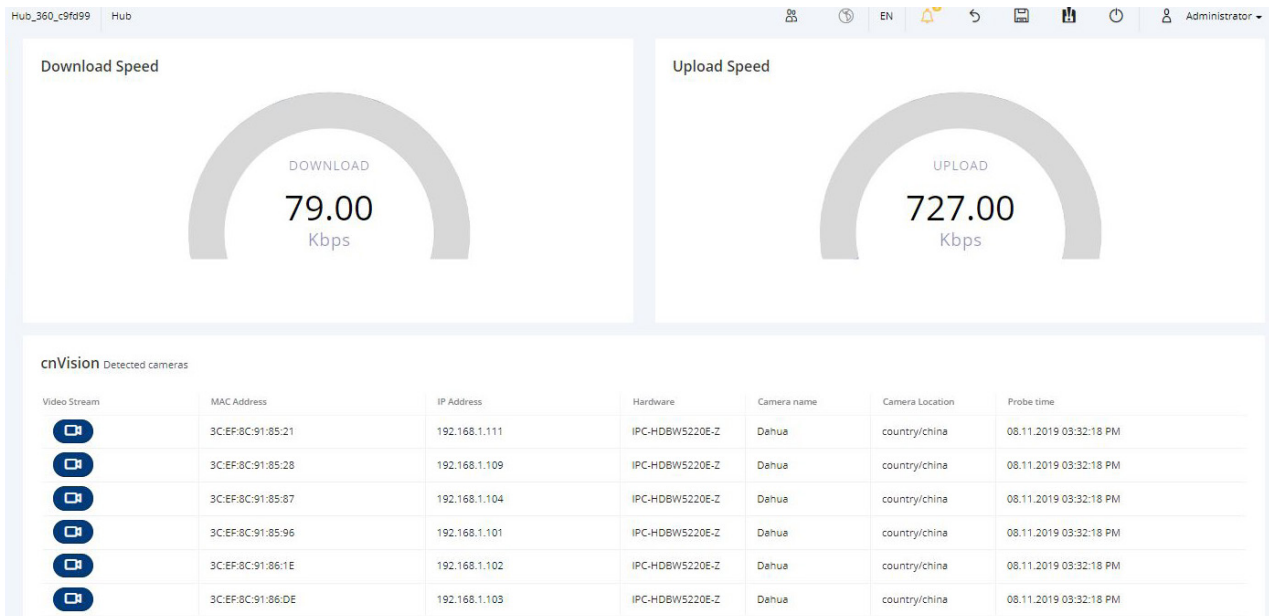 Hub_360_c9fd99 Hub EN Administrator
Download Speed Upload Speed
DOWNLOAD UPLOAD
79.00 727.00
Kbps Kbps
cnVision Detected cameras
Video Stream MAC Address IP Address Hardware Camera name Camera Location Probe time
3C:EF:8C:91:85:21 192.168.1.111 IPC-HDBW5220E-Z Dahua country/china 08.11.2019 03:32:18 PM
3C:EF:8C:91:85:28 192.168.1.109 IPC-HDBW5220E-Z Dahua country/china 08.11.2019 03:32:18 PM
3C:EF:8C:91:85:87 192.168.1.104 IPC-HDBW5220E-Z Dahua country/china 08.11.2019 03:32:18 PM
3C:EF:8C:91:85:96 192.168.1.101 IPC-HDBW5220E-Z Dahua country/china 08.11.2019 03:32:18 PM
3C:EF:8C:91:86:1E 192.168.1.102 IPC-HDBW5220E-Z Dahua country/china 08.11.2019 03:32:18 PM
3C:EF:8C:91:86:DE 192.168.1.103 IPC-HDBW5220E-Z Dahua country/china 08.11.2019 03:32:18 PM